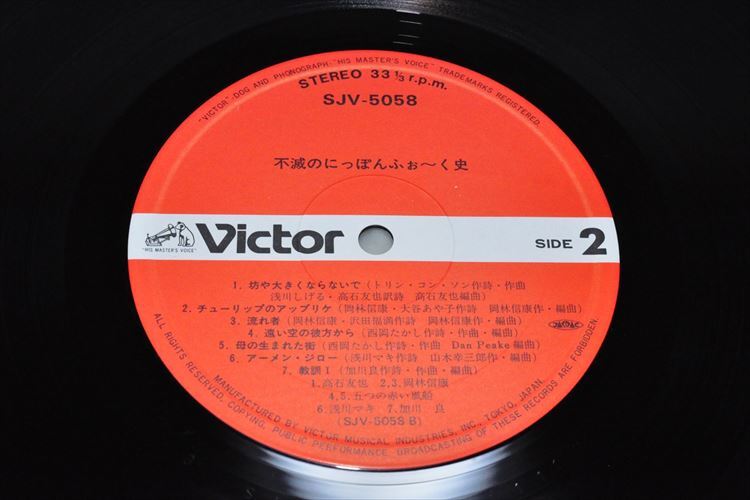 "VICTOR"-DOG AND PHONOGRAPH-"HIS MASTER'S VOICE" TRADEMARKS REGISTERED.
STEREO 33⅓ r.p.m.
SJV-5058
不滅のにっぽんふぉ〜く史
"HIS MASTER'S VOICE"
Victor
SIDE 2
1. 坊や大きくならないで（トリン・コン・ソン作詩・作曲
浅川しげる・高石友也訳詩 高石友也編曲）
2. チューリップのアップリケ（岡林信康・大谷あや子作詩 岡林信康作・編曲）
3. 流れ者（岡林信康・沢田福満作詩 岡林信康作・編曲）
4. 遠い空の彼方から（西岡たかし作詩・作・編曲）
5. 母の生まれた街（西岡たかし作詩・作曲 Dan Peake編曲）
6. アーメン・ジロー（浅川マキ作詩 山木幸三郎作・編曲）
7. 教訓Ⅰ（加川良作詩・作曲・編曲）
1.高石友也 2.3.岡林信康
4.5.五つの赤い風船
6.浅川マキ 7.加川 良
(SJV-5058-B)
ALL RIGHTS RESERVED. COPYING, PUBLIC PERFORMANCE, BROADCASTING OF THESE RECORDS ARE FORBIDDEN.
MANUFACTURED BY VICTOR MUSICAL INDUSTRIES, INC., TOKYO, JAPAN.